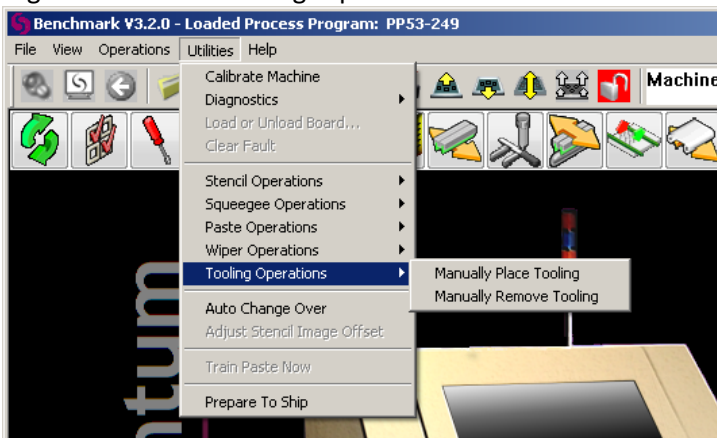 Benchmark V3.2.0 - Loaded Process Program: PP53-249
File View Operations Utilities Help
Machine
Calibrate Machine
Diagnostics
Load or Unload Board...
Clear Fault
Stencil Operations
Squeegee Operations
Paste Operations
Wiper Operations
Tooling Operations
Manually Place Tooling
Manually Remove Tooling
Auto Change Over
Adjust Stencil Image Offset
Train Paste Now
Prepare To Ship
ntum